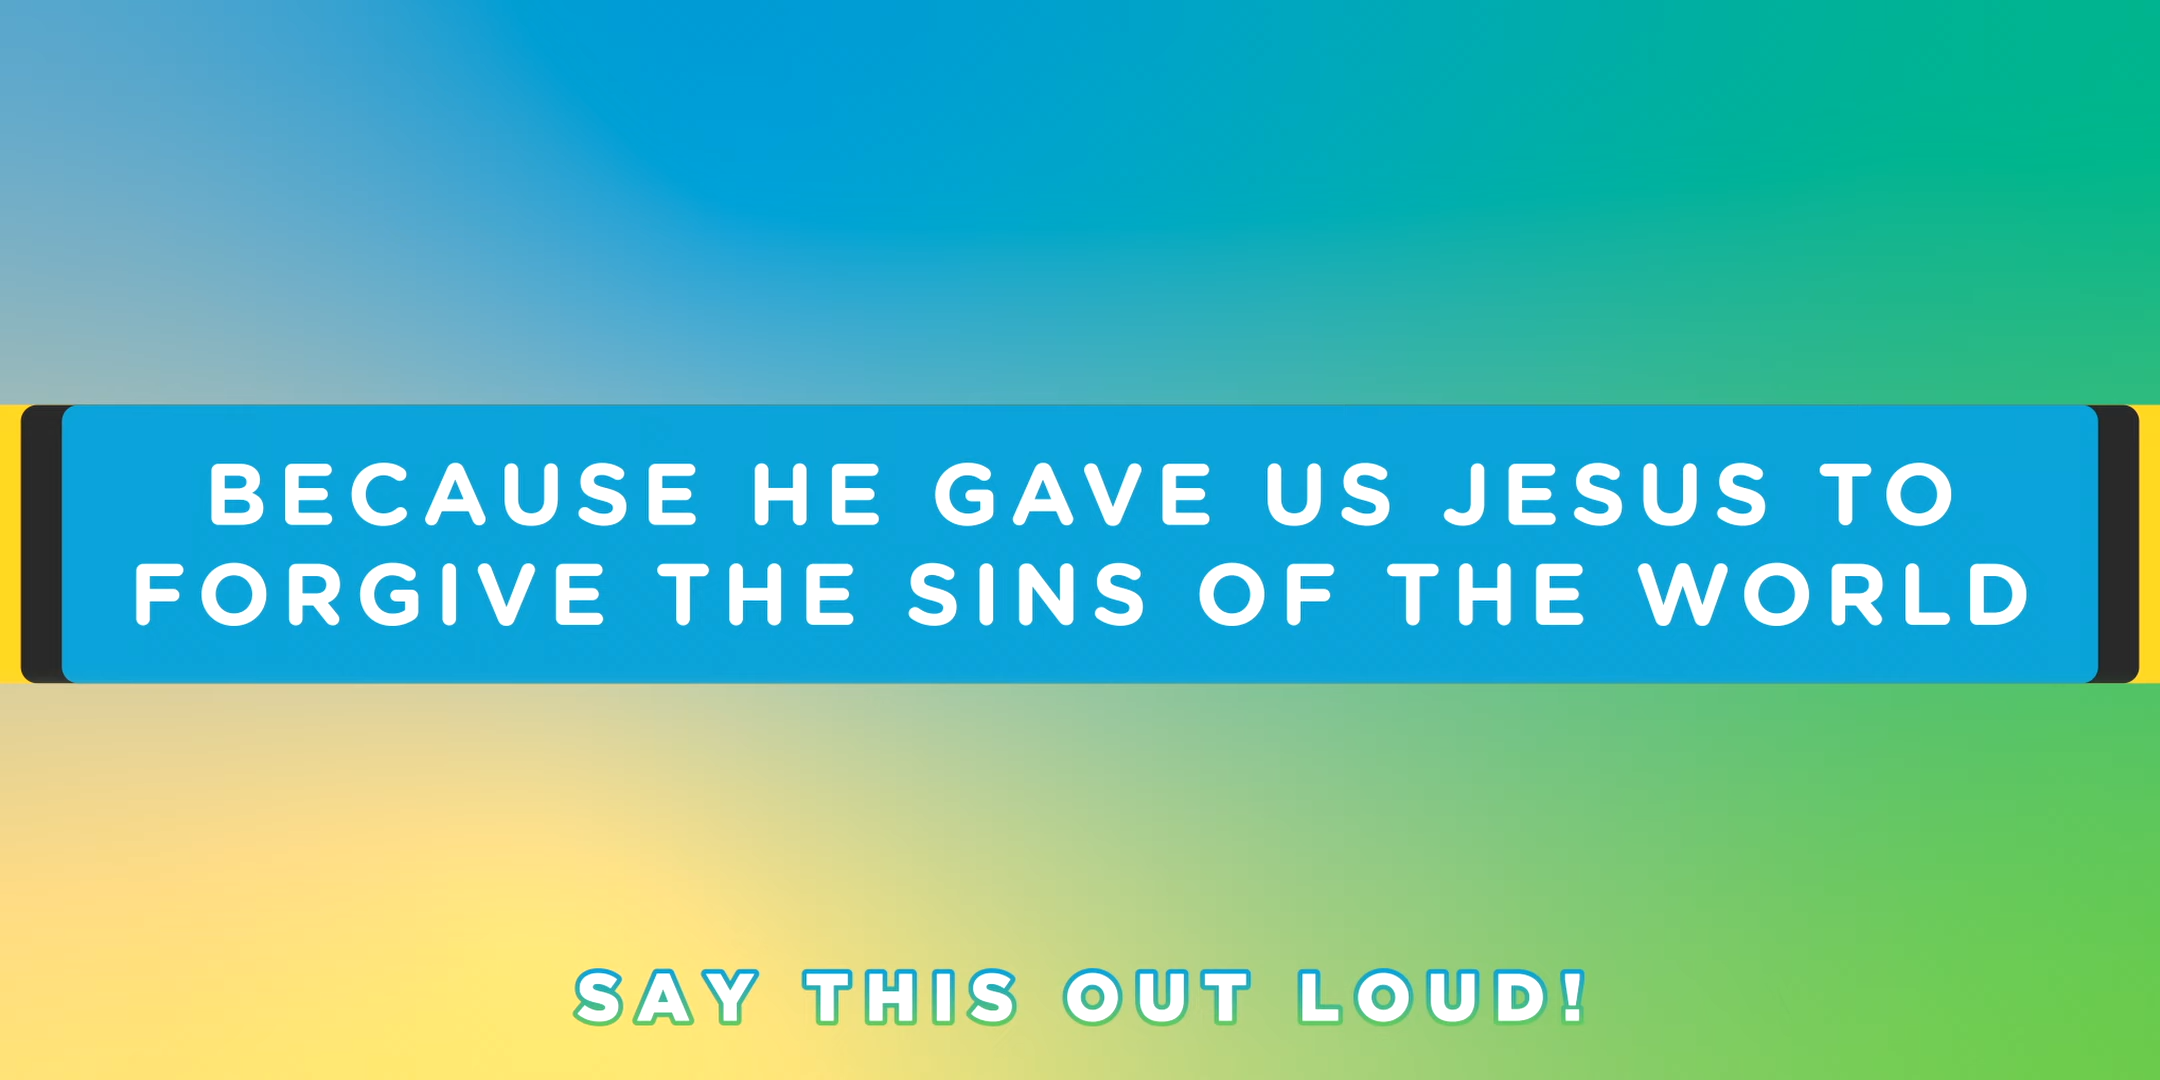 BECAUSE HE GAVE US JESUS TO
FORGIVE THE SINS OF THE WORLD
SAY THIS OUT LOUD!